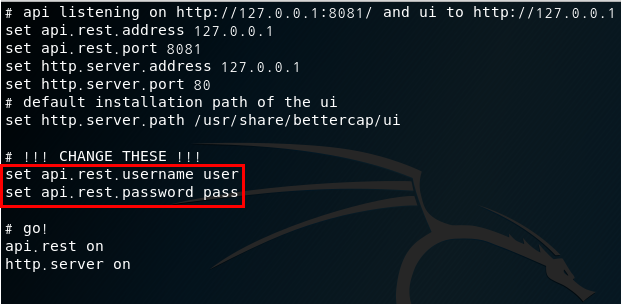 # api listening on http://127.0.0.1:8081/ and ui to http://127.0.0.1
set api.rest.address 127.0.0.1
set api.rest.port 8081
set http.server.address 127.0.0.1
set http.server.port 80
# default installation path of the ui
set http.server.path /usr/share/bettercap/ui
# !!! CHANGE THESE !!!
set api.rest.username user
set api.rest.password pass
# go!
api.rest on
http.server on